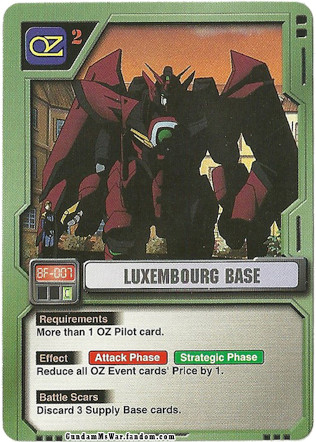 OZ 2
BF-007
LUXEMBOURG BASE
C
Requirements
More than 1 OZ Pilot card.
Effect Attack Phase Strategic Phase
Reduce all OZ Event cards' Price by 1.
Battle Scars
Discard 3 Supply Base cards.
GundamMsWar.fandom.com